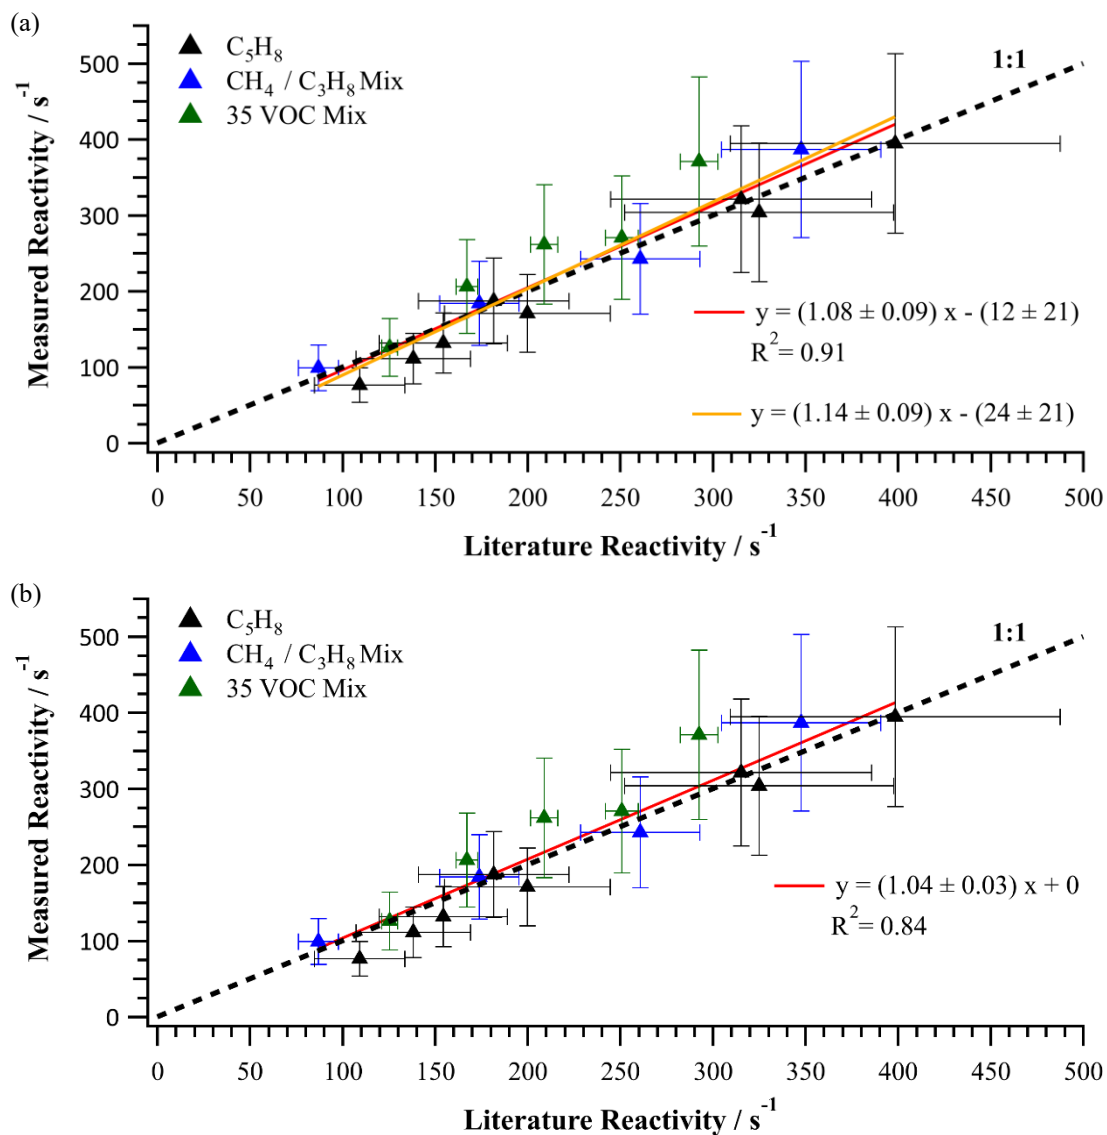 (a)
C₅H₈
CH₄ / C₃H₈ Mix
35 VOC Mix
1:1
500
400
300
200
100
0
Measured Reactivity / s⁻¹
y = (1.08 ± 0.09) x - (12 ± 21)
R² = 0.91
y = (1.14 ± 0.09) x - (24 ± 21)
0 100 150 200 250 300 350 400 450 500
Literature Reactivity / s⁻¹
(b)
C₅H₈
CH₄ / C₃H₈ Mix
35 VOC Mix
1:1
500
400
300
200
100
0
Measured Reactivity / s⁻¹
y = (1.04 ± 0.03) x + 0
R² = 0.84
0 100 150 200 250 300 350 400 450 500
Literature Reactivity / s⁻¹